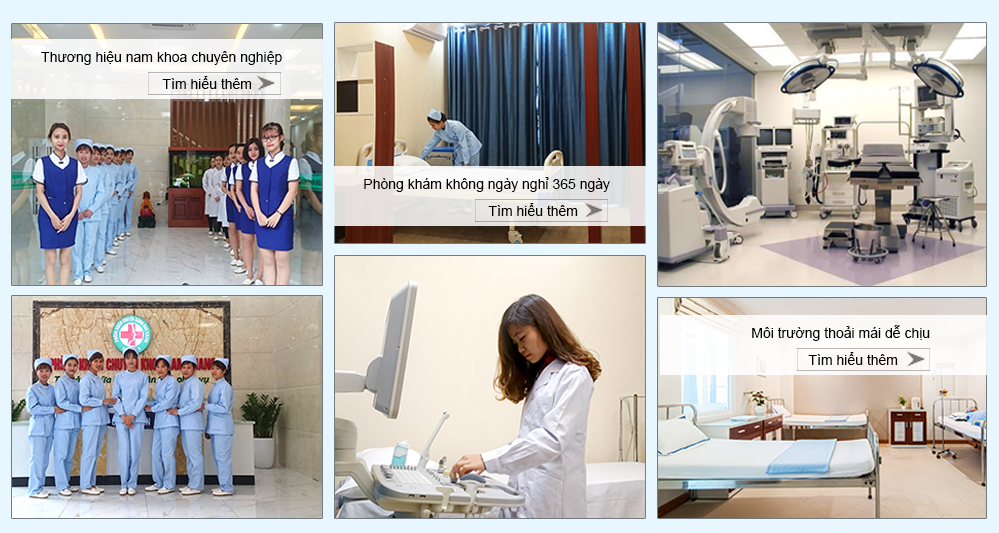 Thương hiệu nam khoa chuyên nghiệp
Tìm hiểu thêm
Phòng khám không ngày nghỉ 365 ngày
Tìm hiểu thêm
Môi trường thoải mái dễ chịu
Tìm hiểu thêm